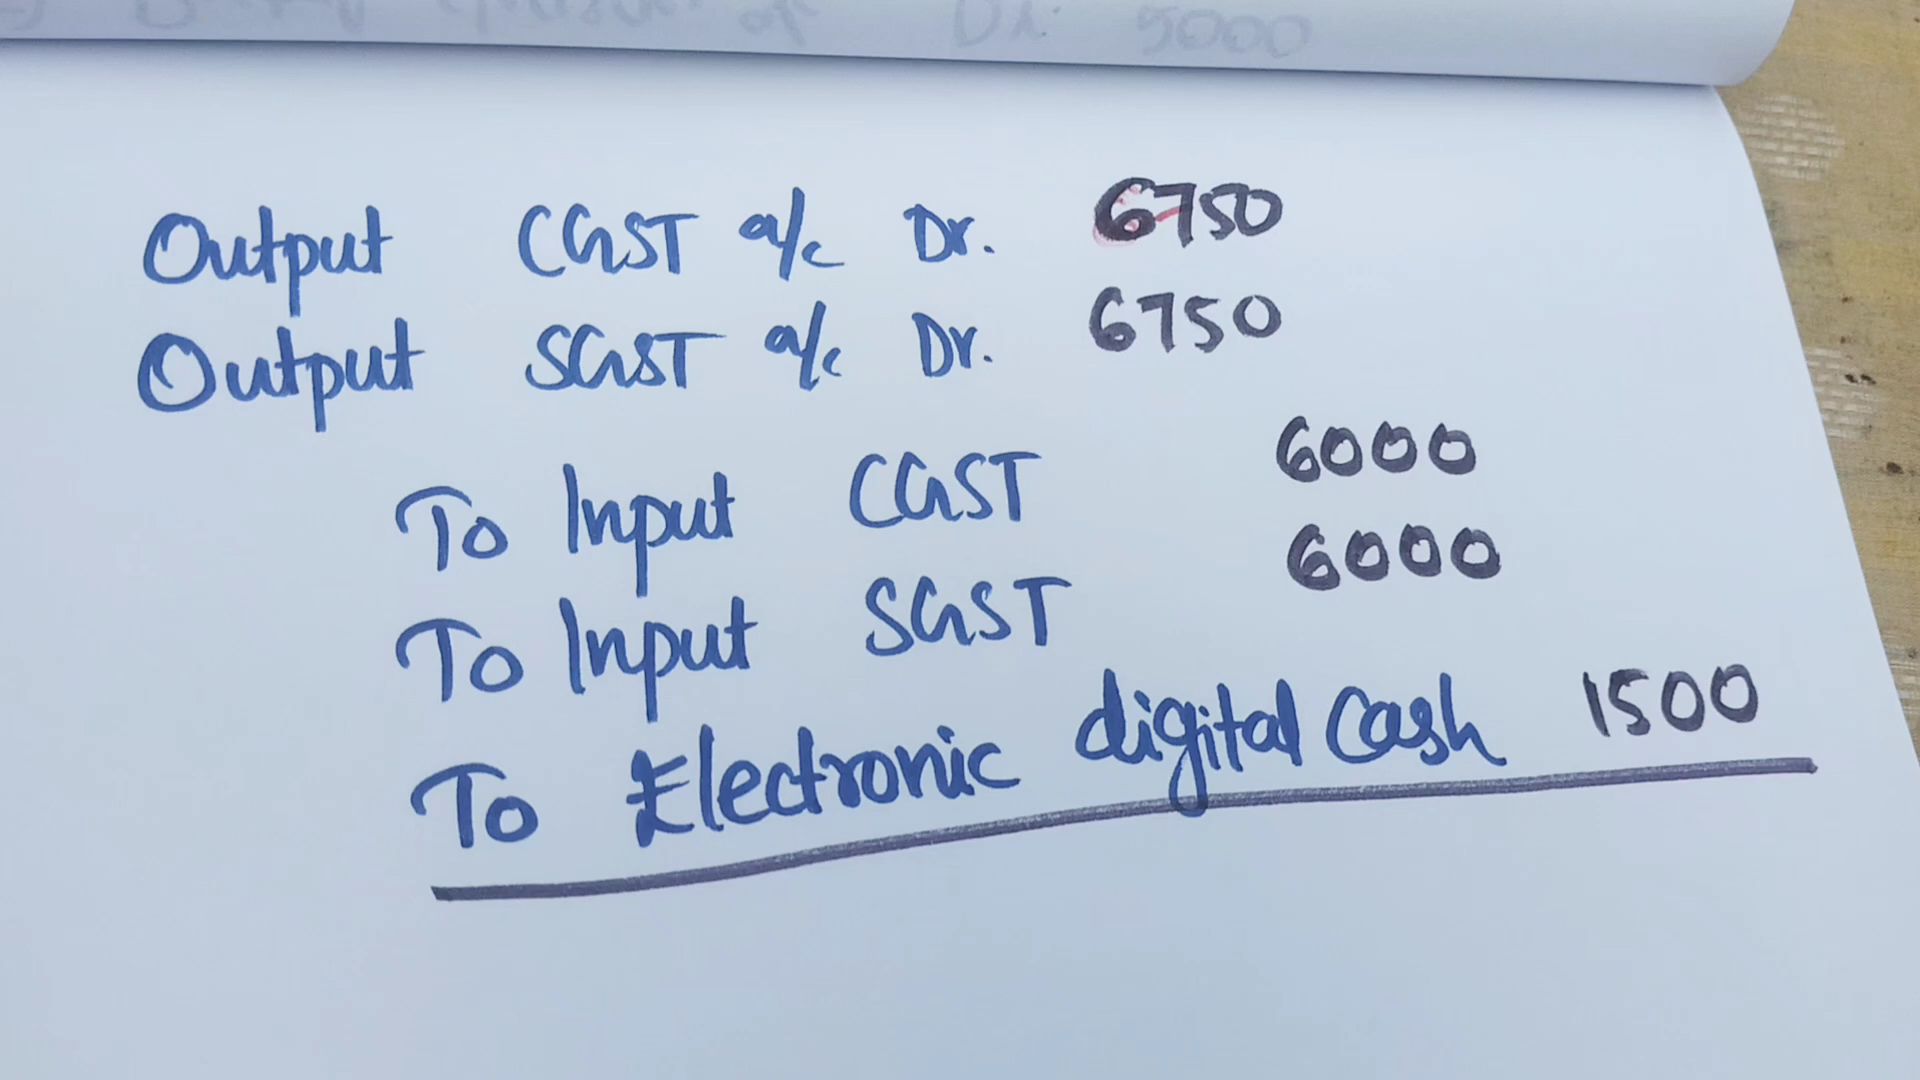 Output CGST a/c Dr. 6750
Output SGST a/c Dr. 6750
To Input CGST 6000
To Input SGST 6000
To Electronic digital Cash 1500